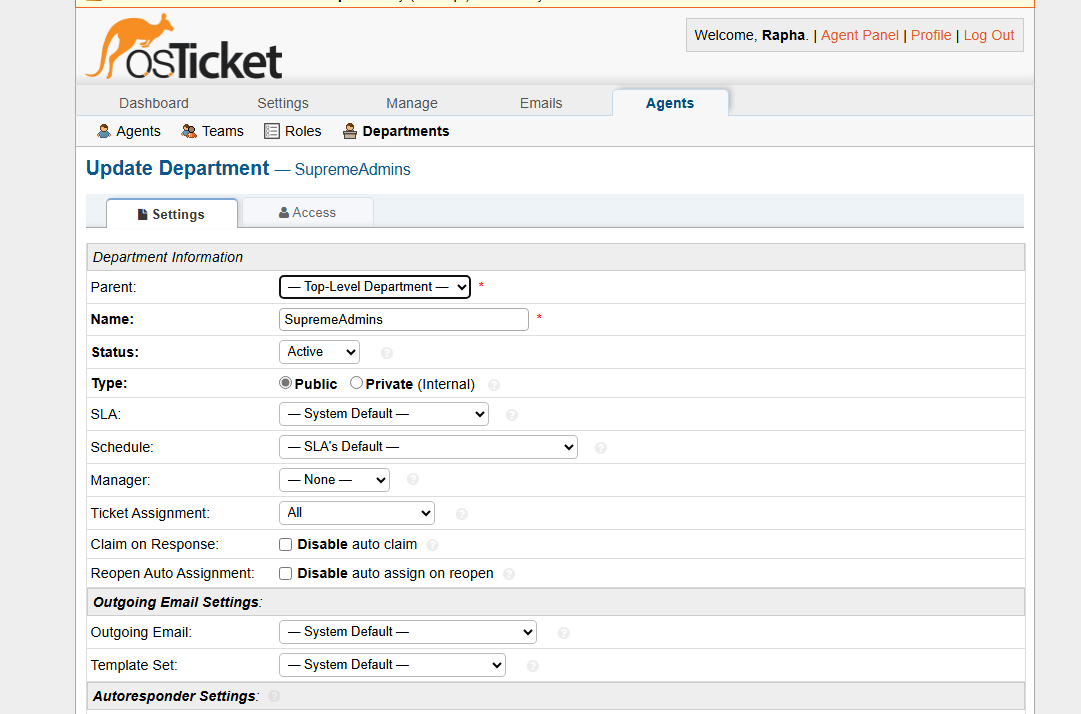 osTicket
Welcome, Rapha. | Agent Panel | Profile | Log Out
Dashboard Settings Manage Emails Agents
Agents Teams Roles Departments
Update Department — SupremeAdmins
Settings Access
Department Information
Parent: — Top-Level Department — *
Name: SupremeAdmins *
Status: Active ?
Type: Public Private (Internal) ?
SLA: — System Default — ?
Schedule: — SLA's Default — ?
Manager: — None — ?
Ticket Assignment: All ?
Claim on Response: Disable auto claim ?
Reopen Auto Assignment: Disable auto assign on reopen ?
Outgoing Email Settings:
Outgoing Email: — System Default — ?
Template Set: — System Default — ?
Autoresponder Settings: ?